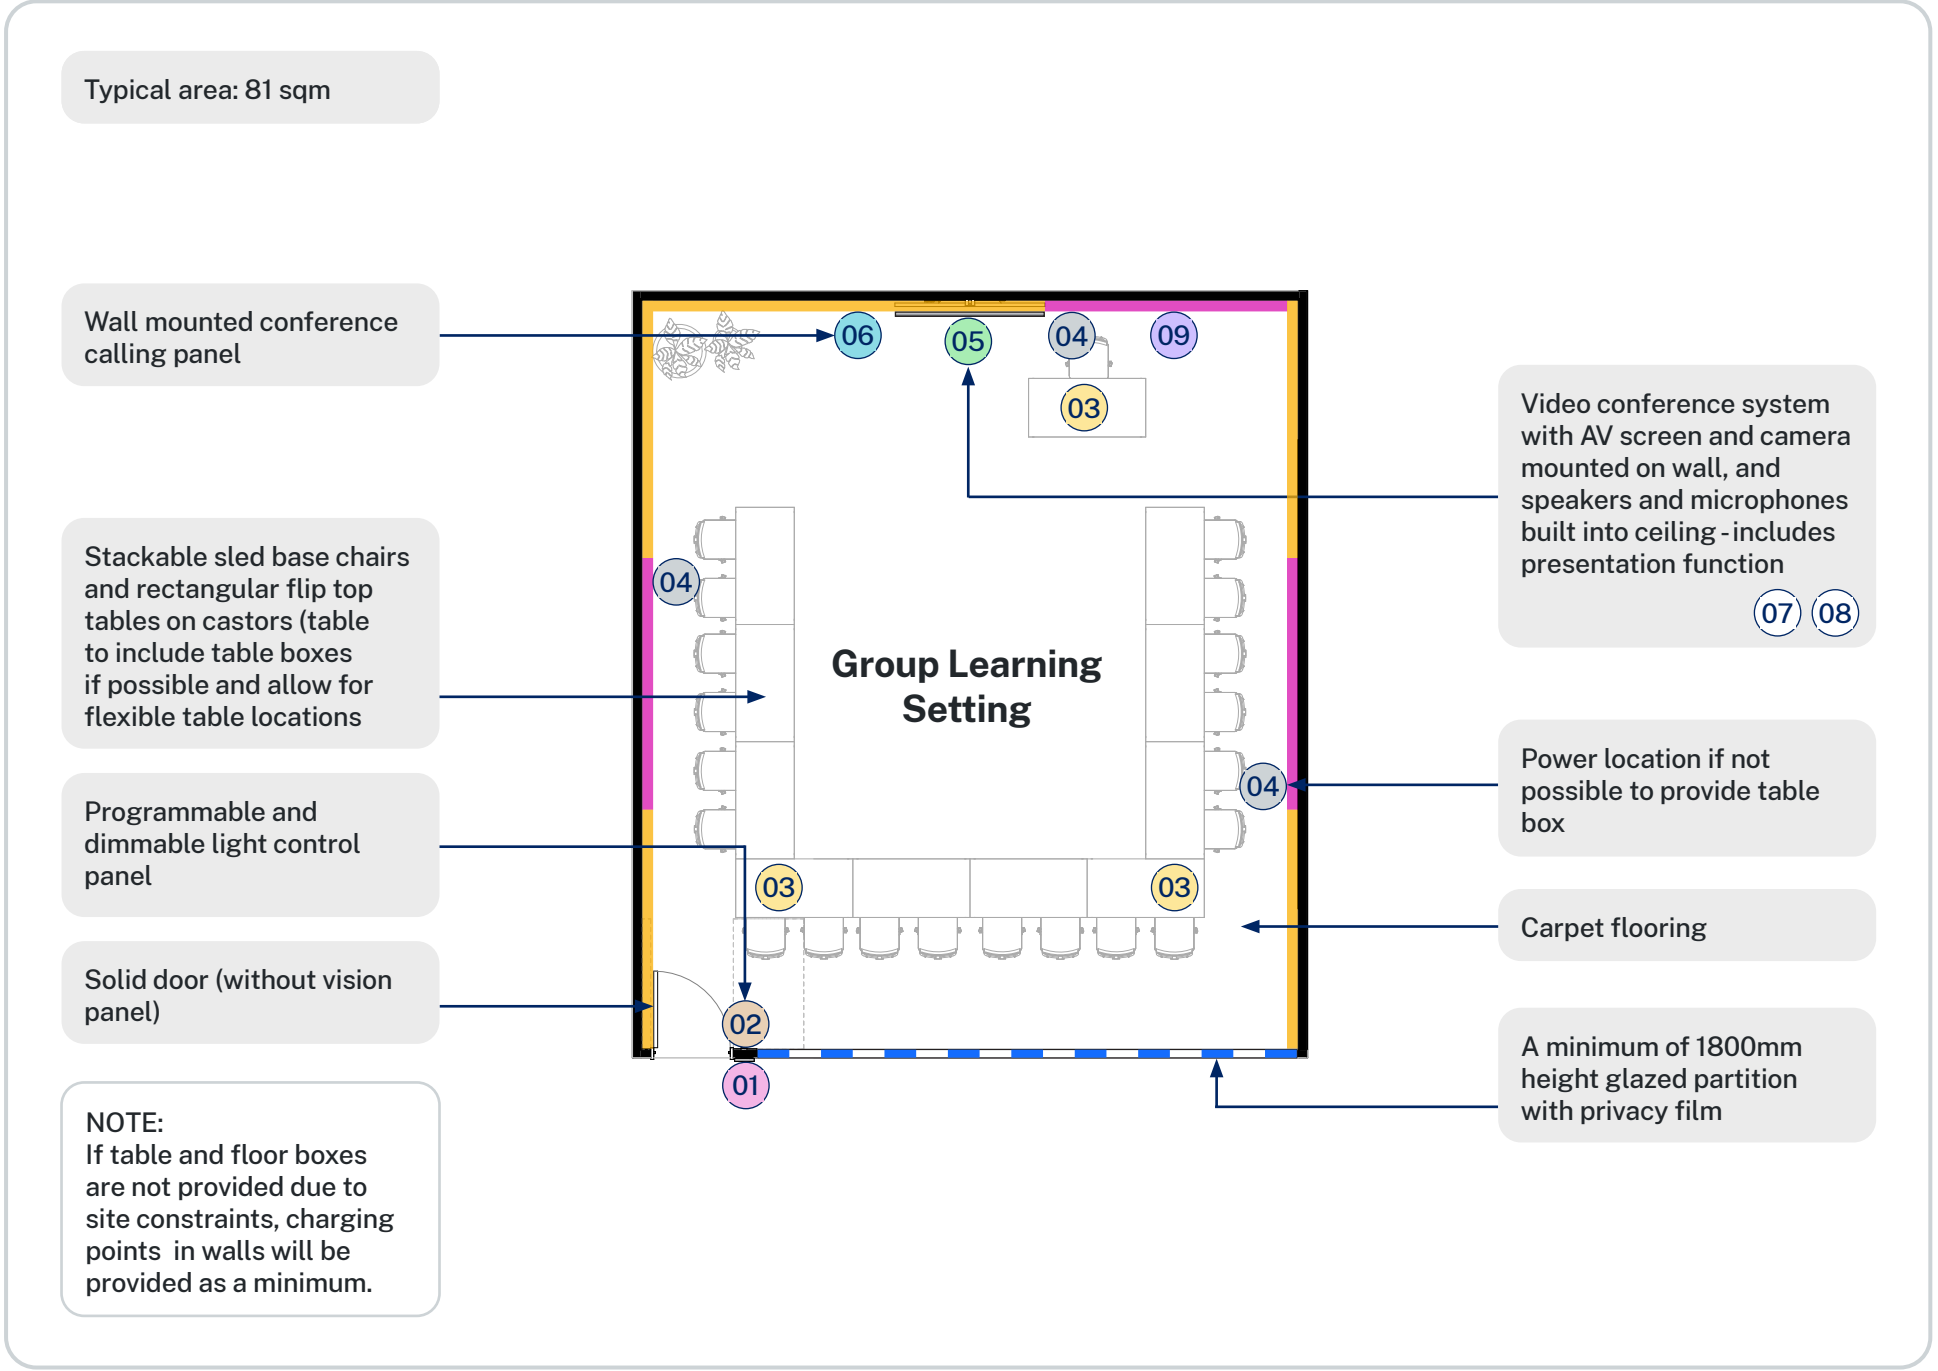 Typical area: 81 sqm
Wall mounted conference
calling panel
Stackable sled base chairs
and rectangular flip top
tables on castors (table
to include table boxes
if possible and allow for
flexible table locations
Programmable and
dimmable light control
panel
Solid door (without vision
panel)
NOTE:
If table and floor boxes
are not provided due to
site constraints, charging
points in walls will be
provided as a minimum.
06
05
04
09
03
04
Group Learning
Setting
04
03
03
02
01
Video conference system
with AV screen and camera
mounted on wall, and
speakers and microphones
built into ceiling - includes
presentation function
07 08
Power location if not
possible to provide table
box
Carpet flooring
A minimum of 1800mm
height glazed partition
with privacy film